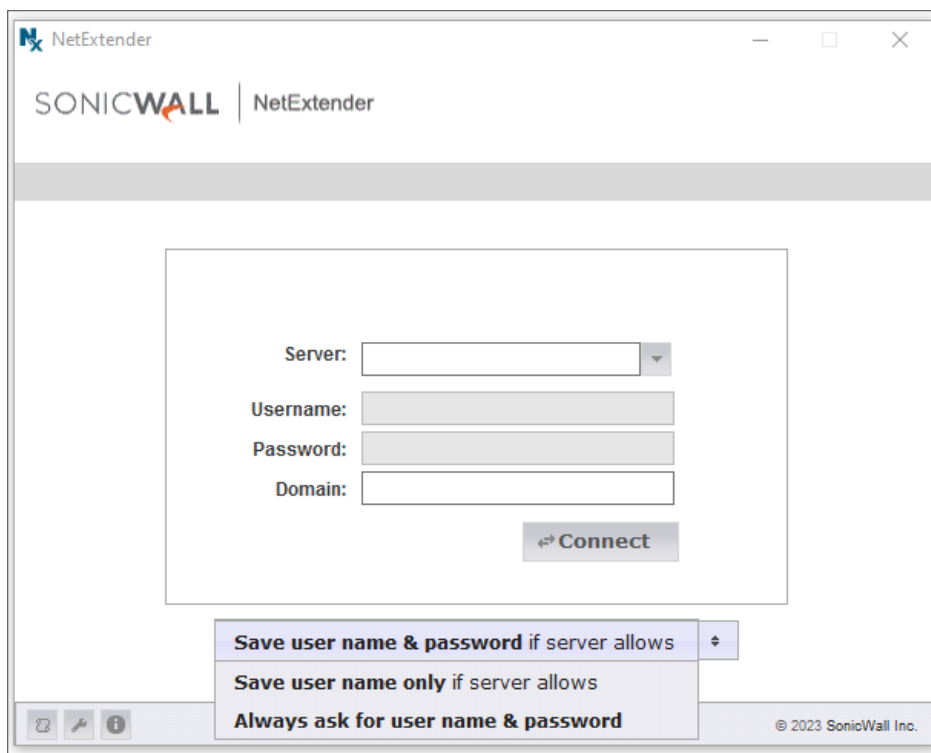 NetExtender
SONICWALL NetExtender
Server:
Username:
Password:
Domain:
Connect
Save user name & password if server allows
Save user name only if server allows
Always ask for user name & password
© 2023 SonicWall Inc.